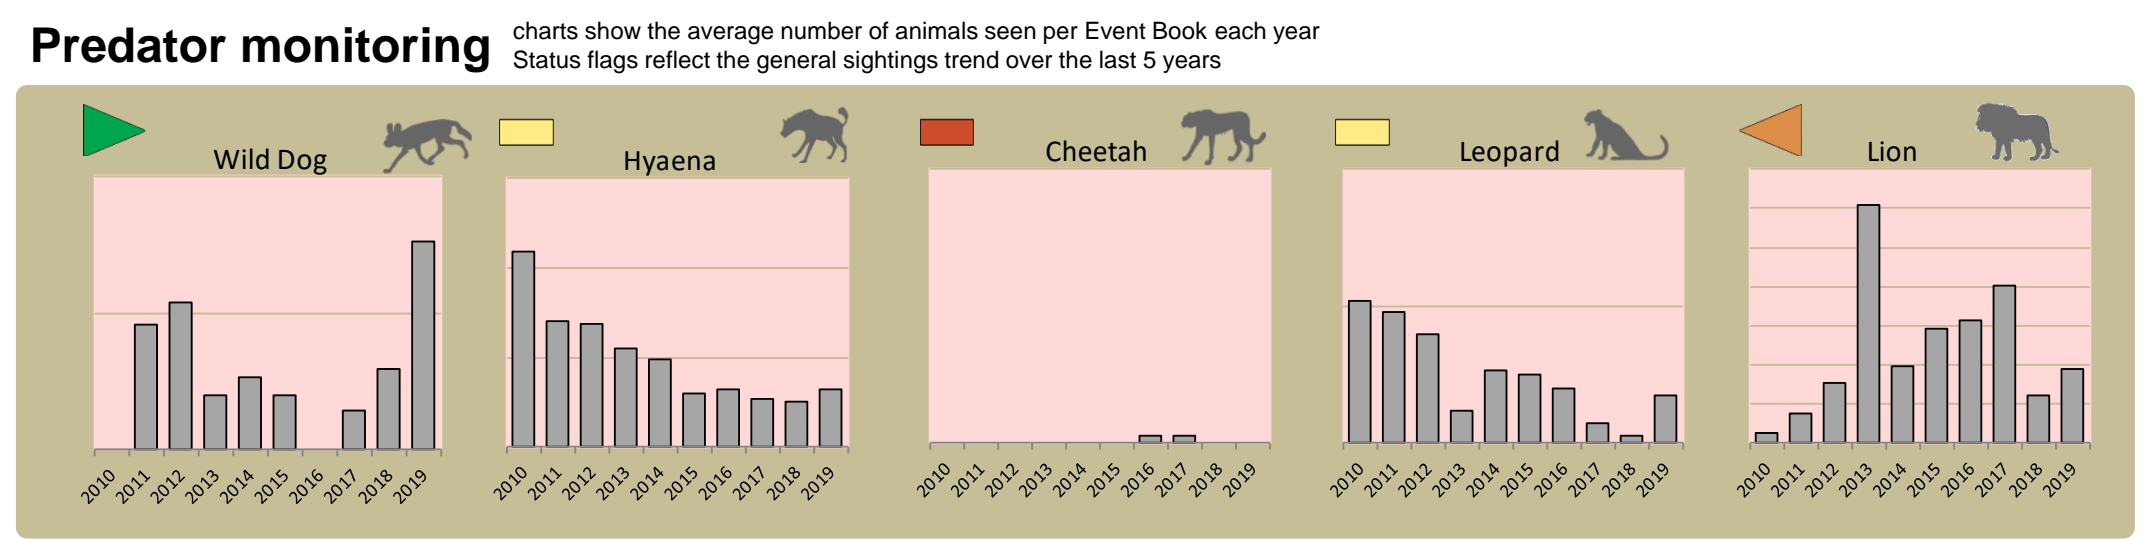 Predator monitoring
charts show the average number of animals seen per Event Book each year
Status flags reflect the general sightings trend over the last 5 years
Wild Dog
2010 2011 2012 2013 2014 2015 2016 2017 2018 2019
Hyaena
2010 2011 2012 2013 2014 2015 2016 2017 2018 2019
Cheetah
2010 2011 2012 2013 2014 2015 2016 2017 2018 2019
Leopard
2010 2011 2012 2013 2014 2015 2016 2017 2018 2019
Lion
2010 2011 2012 2013 2014 2015 2016 2017 2018 2019